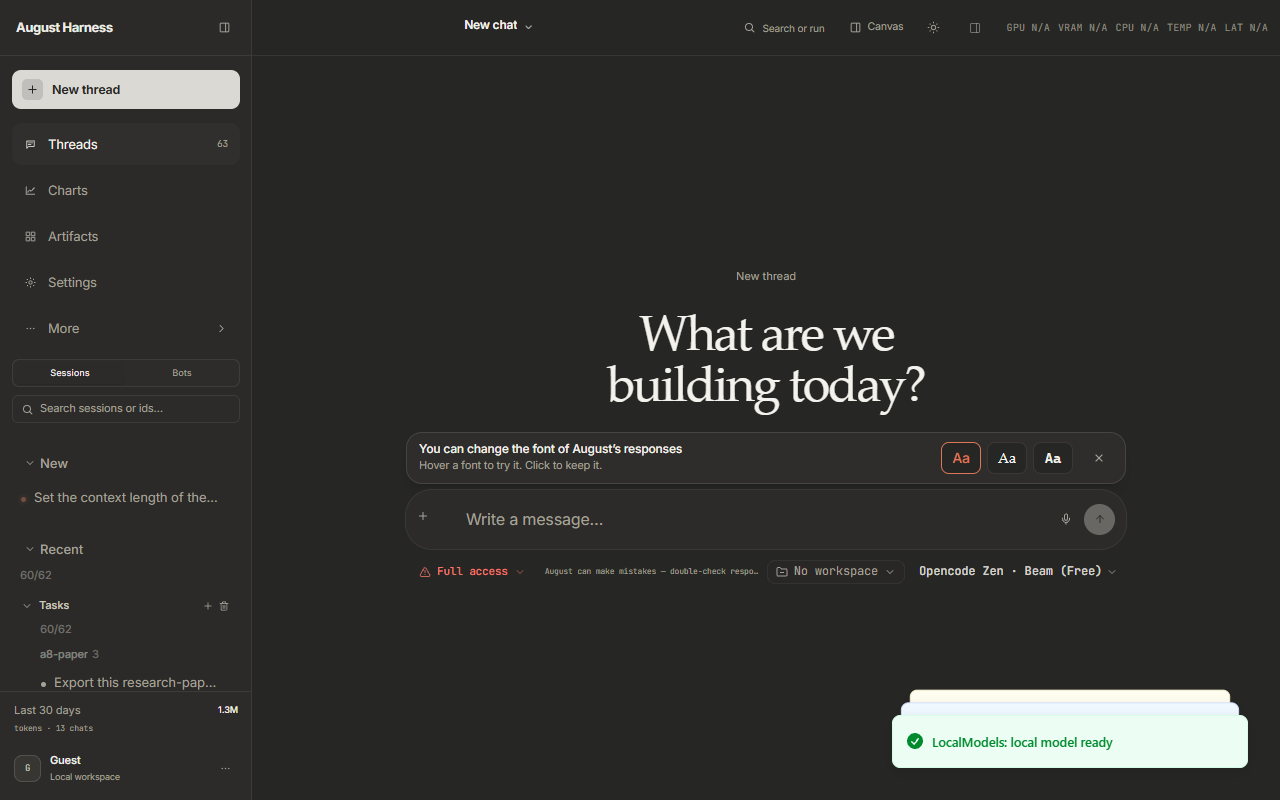 August Harness
New thread
Threads 63
Charts
Artifacts
Settings
More
Sessions Bots
Search sessions or ids...
New
Set the context length of the...
Recent
60/62
Tasks
60/62
a8-paper 3
Export this research-pap...
Last 30 days 1.3M
tokens · 13 chats
G
Guest
Local workspace
New chat
Search or run
Canvas
GPU N/A VRAM N/A CPU N/A TEMP N/A LAT N/A
New thread
What are we
building today?
You can change the font of August's responses
Hover a font to try it. Click to keep it.
Aa Aa Aa
Write a message...
Full access
August can make mistakes — double-check respo…
No workspace
Opencode Zen · Beam (Free)
LocalModels: local model ready